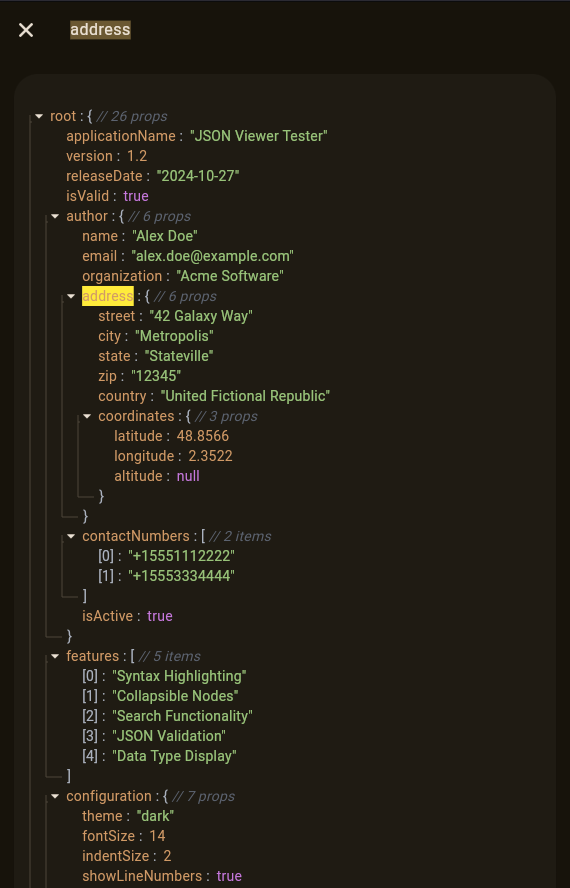 address
root : { // 26 props
applicationName : "JSON Viewer Tester"
version : 1.2
releaseDate : "2024-10-27"
isValid : true
author : { // 6 props
name : "Alex Doe"
email : "alex.doe@example.com"
organization : "Acme Software"
address : { // 6 props
street : "42 Galaxy Way"
city : "Metropolis"
state : "Stateville"
zip : "12345"
country : "United Fictional Republic"
coordinates : { // 3 props
latitude : 48.8566
longitude : 2.3522
altitude : null
}
}
contactNumbers : [ // 2 items
[0] : "+15551112222"
[1] : "+15553334444"
]
isActive : true
}
features : [ // 5 items
[0] : "Syntax Highlighting"
[1] : "Collapsible Nodes"
[2] : "Search Functionality"
[3] : "JSON Validation"
[4] : "Data Type Display"
]
configuration : { // 7 props
theme : "dark"
fontSize : 14
indentSize : 2
showLineNumbers : true